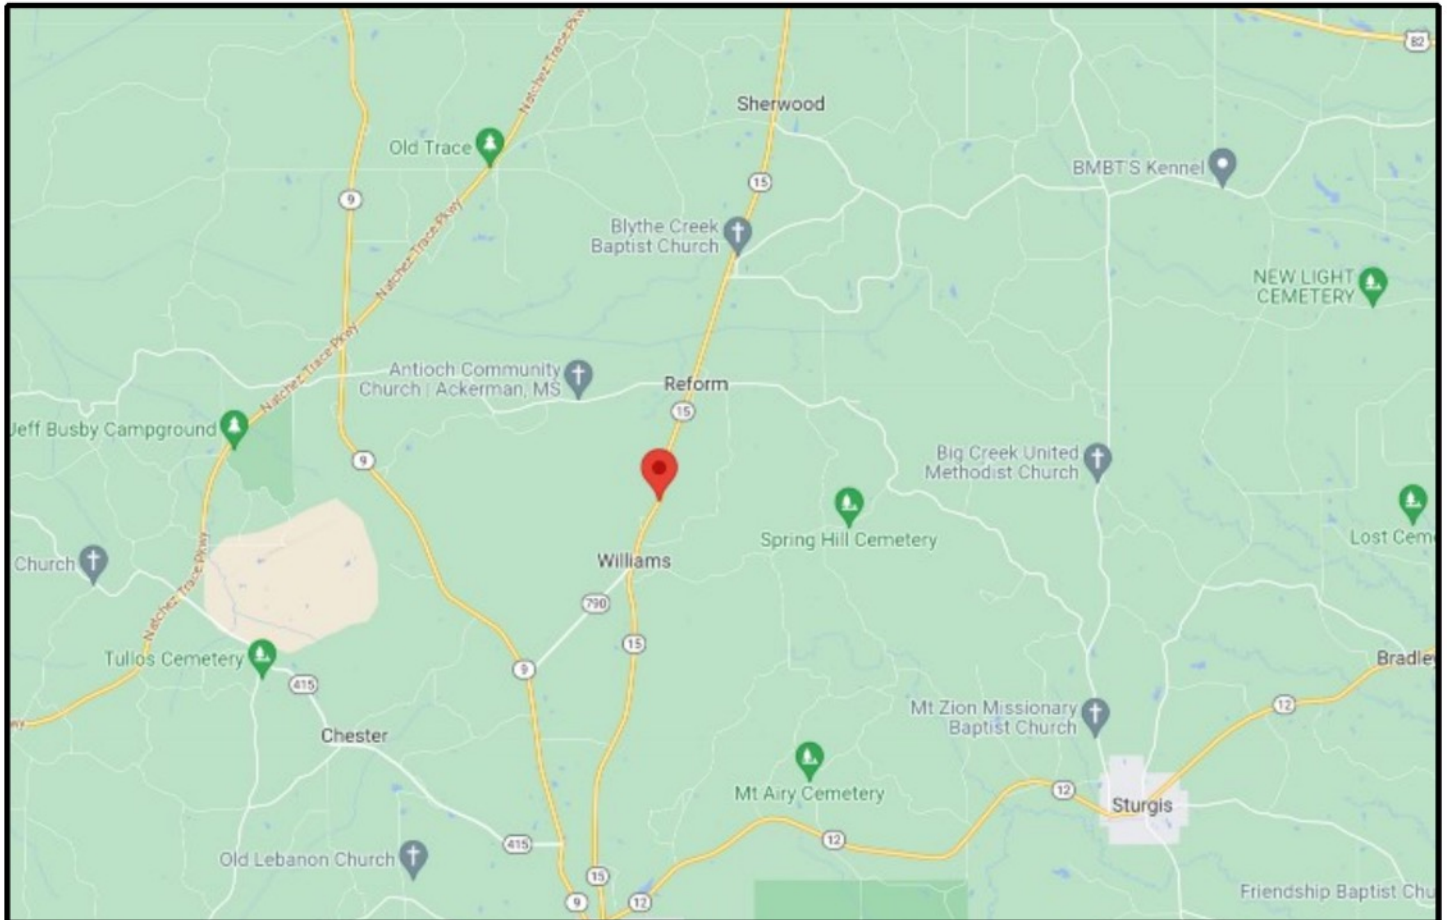 82
Natchez Trace Pkwy
Sherwood
Old Trace
BMBT'S Kennel
15
9
Natchez Trace Pkwy
Blythe Creek
Baptist Church
NEW LIGHT
CEMETERY
Natchez Trace Pkwy
Antioch Community
Church | Ackerman, MS
Reform
15
Jeff Busby Campground
9
Big Creek United
Methodist Church
Spring Hill Cemetery
Lost Cem
Natchez Trace Pkwy
Church
Williams
790
15
Tullos Cemetery
415
9
Bradley
Mt Zion Missionary
Baptist Church
12
Chester
Mt Airy Cemetery
12
Sturgis
12
415
Old Lebanon Church
15
9
12
Friendship Baptist Chu